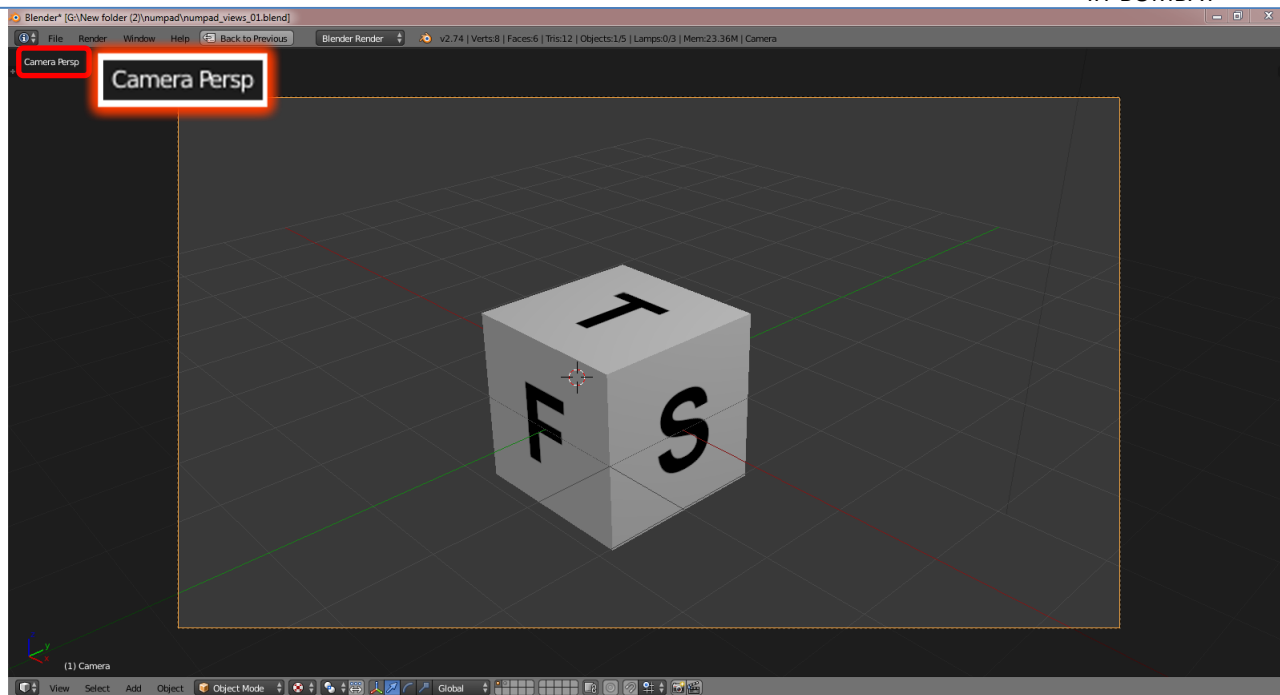 Blender* [G:\New folder (2)\numpad\numpad_views_01.blend]
File Render Window Help Back to Previous Blender Render v2.74 | Verts:8 | Faces:6 | Tris:12 | Objects:1/5 | Lamps:0/3 | Mem:23.36M | Camera
Camera Persp
Camera Persp
T
F S
y
x
(1) Camera
View Select Add Object Object Mode Global